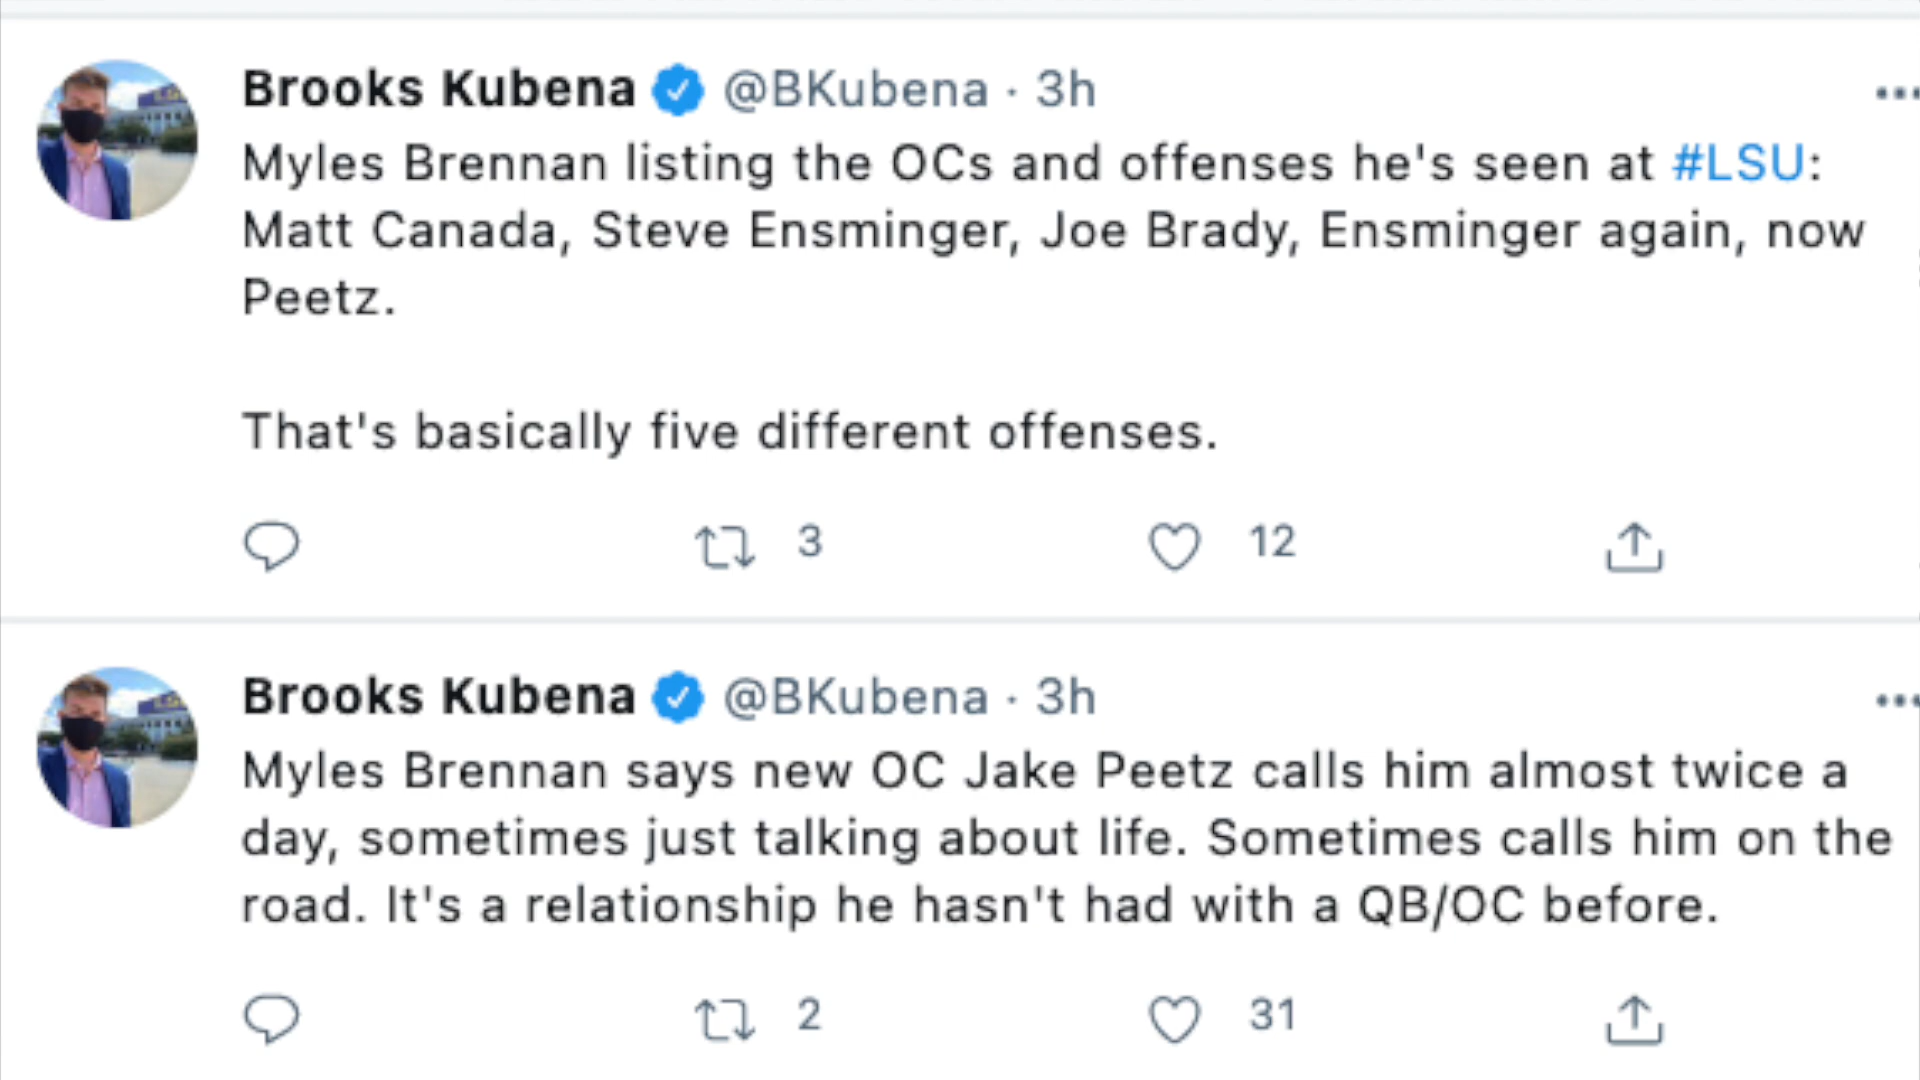 Brooks Kubena @BKubena · 3h
Myles Brennan listing the OCs and offenses he's seen at #LSU:
Matt Canada, Steve Ensminger, Joe Brady, Ensminger again, now
Peetz.
That's basically five different offenses.
3 12
Brooks Kubena @BKubena · 3h
Myles Brennan says new OC Jake Peetz calls him almost twice a
day, sometimes just talking about life. Sometimes calls him on the
road. It's a relationship he hasn't had with a QB/OC before.
2 31